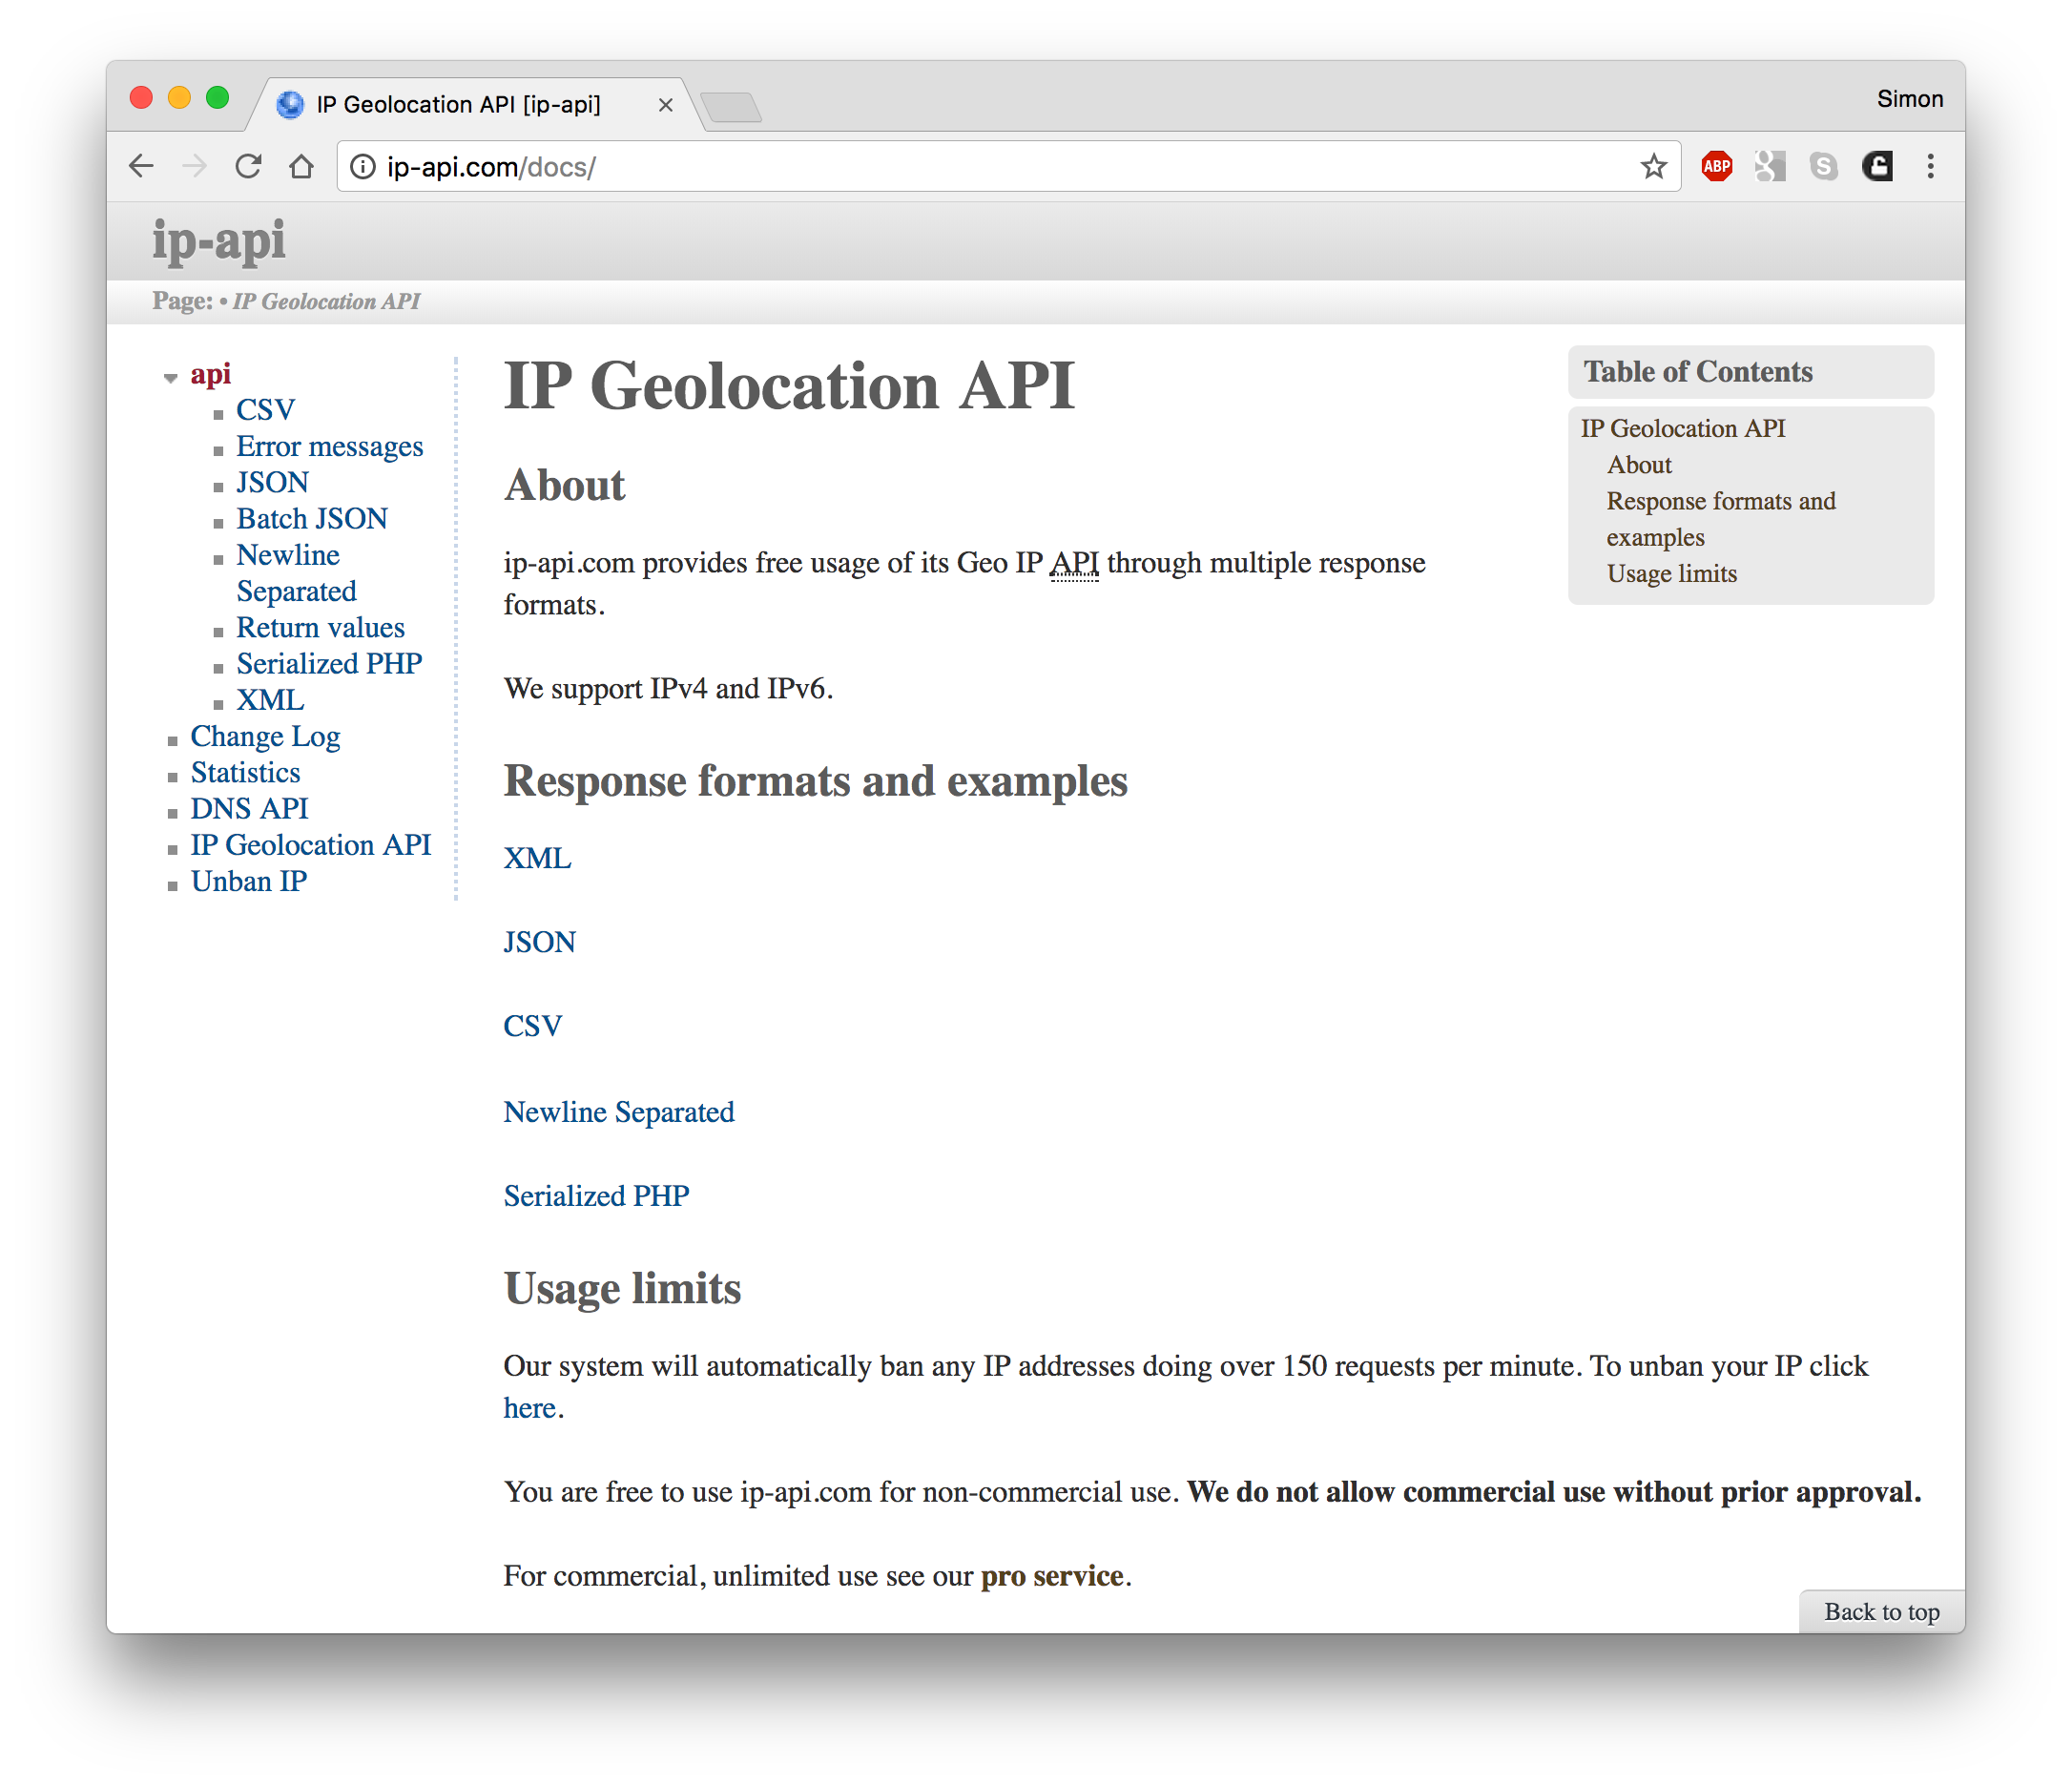 IP Geolocation API [ip-api]
Simon
ip-api.com/docs/
ABP
ip-api
Page: • IP Geolocation API
api
CSV
Error messages
JSON
Batch JSON
Newline
Separated
Return values
Serialized PHP
XML
Change Log
Statistics
DNS API
IP Geolocation API
Unban IP
IP Geolocation API
About
ip-api.com provides free usage of its Geo IP API through multiple response
formats.
We support IPv4 and IPv6.
Response formats and examples
XML
JSON
CSV
Newline Separated
Serialized PHP
Usage limits
Our system will automatically ban any IP addresses doing over 150 requests per minute. To unban your IP click
here.
You are free to use ip-api.com for non-commercial use. We do not allow commercial use without prior approval.
For commercial, unlimited use see our pro service.
Table of Contents
IP Geolocation API
About
Response formats and
examples
Usage limits
Back to top